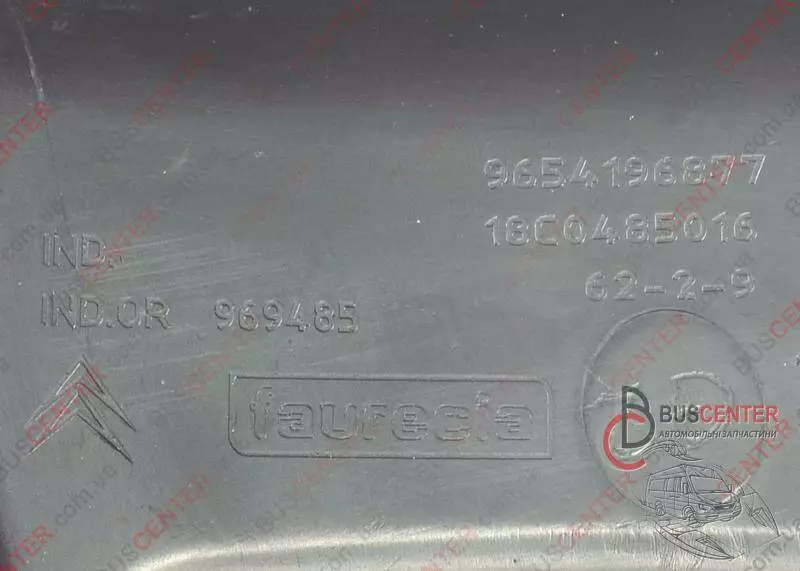 9654196877
18C0485016
IND.
62-2-9
IND.OR 969485
faurecia
BUSCENTER
АВТОМОБІЛЬНІ ЗАПЧАСТИНИ